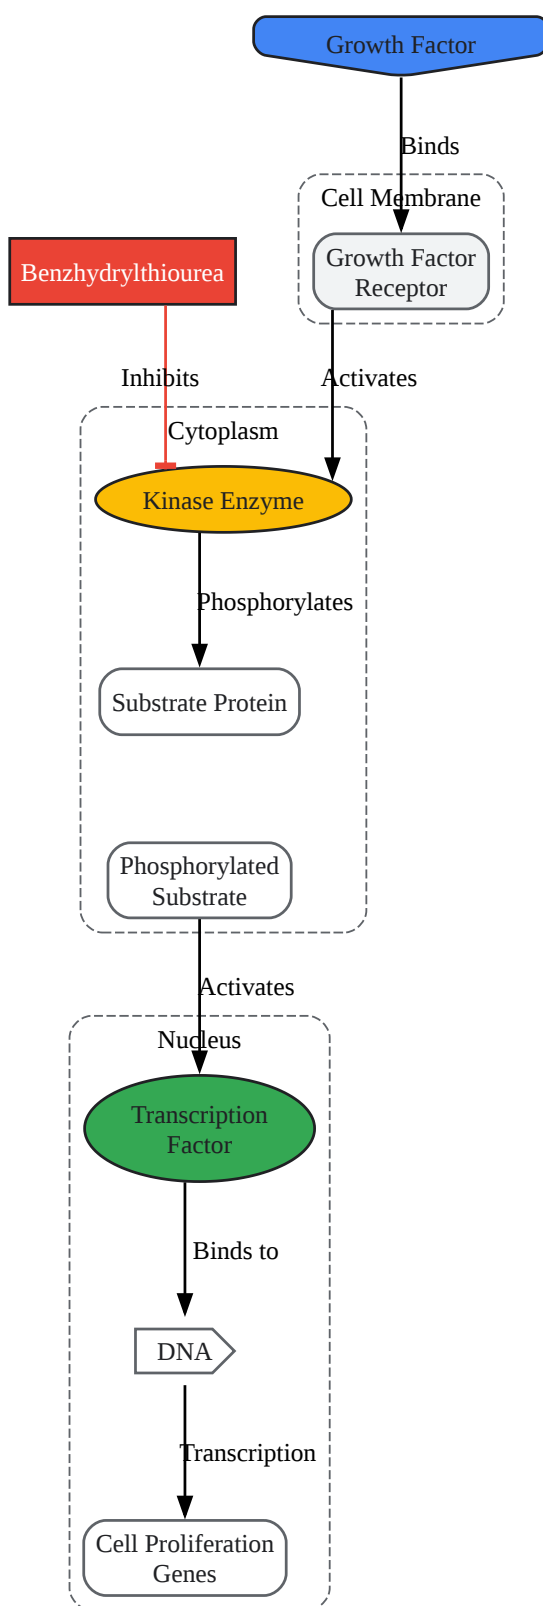 Growth Factor
Binds
Cell Membrane
Growth Factor
Receptor
Benzhydrylthiourea
Inhibits
Activates
Cytoplasm
Kinase Enzyme
Phosphorylates
Substrate Protein
Phosphorylated
Substrate
Activates
Nucleus
Transcription
Factor
Binds to
DNA
Transcription
Cell Proliferation
Genes